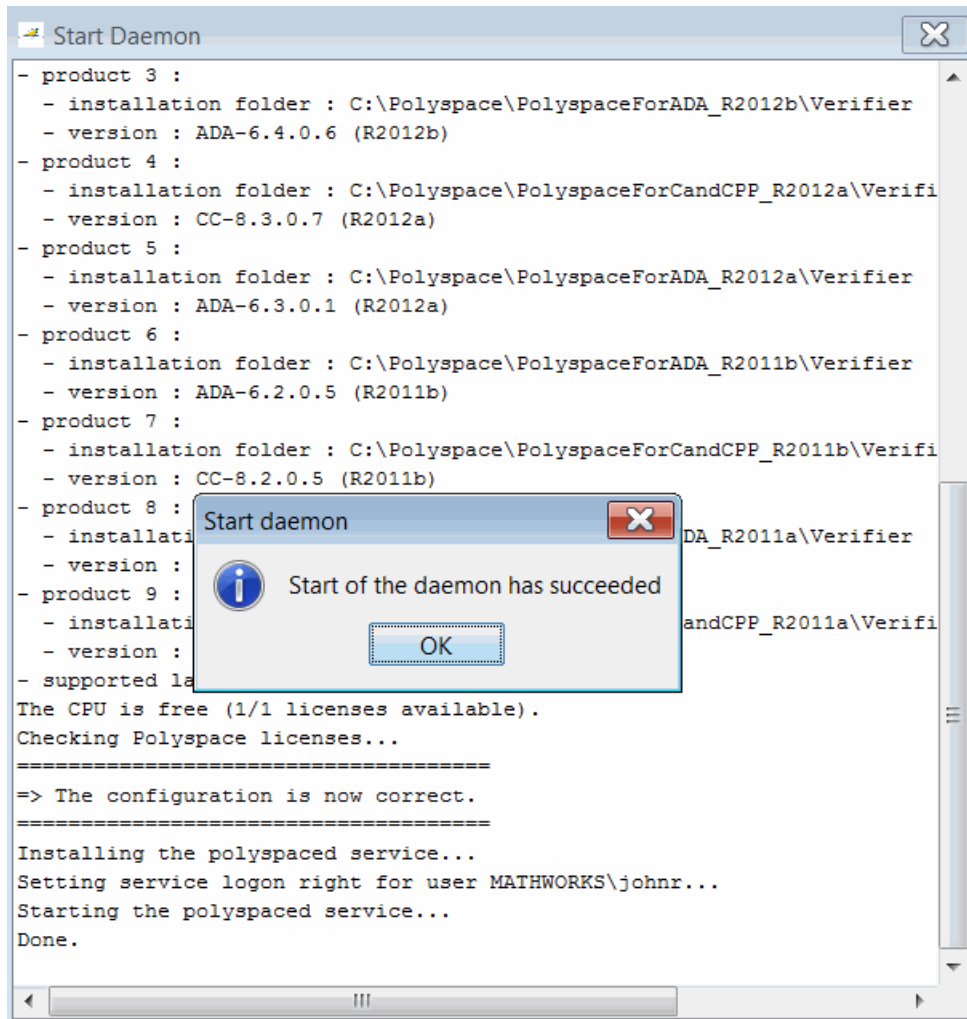 Start Daemon
- product 3 :
- installation folder : C:\Polyspace\PolyspaceForADA_R2012b\Verifier
- version : ADA-6.4.0.6 (R2012b)
- product 4 :
- installation folder : C:\Polyspace\PolyspaceForCandCPP_R2012a\Verifi
- version : CC-8.3.0.7 (R2012a)
- product 5 :
- installation folder : C:\Polyspace\PolyspaceForADA_R2012a\Verifier
- version : ADA-6.3.0.1 (R2012a)
- product 6 :
- installation folder : C:\Polyspace\PolyspaceForADA_R2011b\Verifier
- version : ADA-6.2.0.5 (R2011b)
- product 7 :
- installation folder : C:\Polyspace\PolyspaceForCandCPP_R2011b\Verifi
- version : CC-8.2.0.5 (R2011b)
- product 8 :
- installati DA_R2011a\Verifier
- version :
- product 9 :
- installati andCPP_R2011a\Verifi
- version :
- supported la
Start daemon
Start of the daemon has succeeded
OK
The CPU is free (1/1 licenses available).
Checking Polyspace licenses...
=====================================
=> The configuration is now correct.
=====================================
Installing the polyspaced service...
Setting service logon right for user MATHWORKS\johnr...
Starting the polyspaced service...
Done.